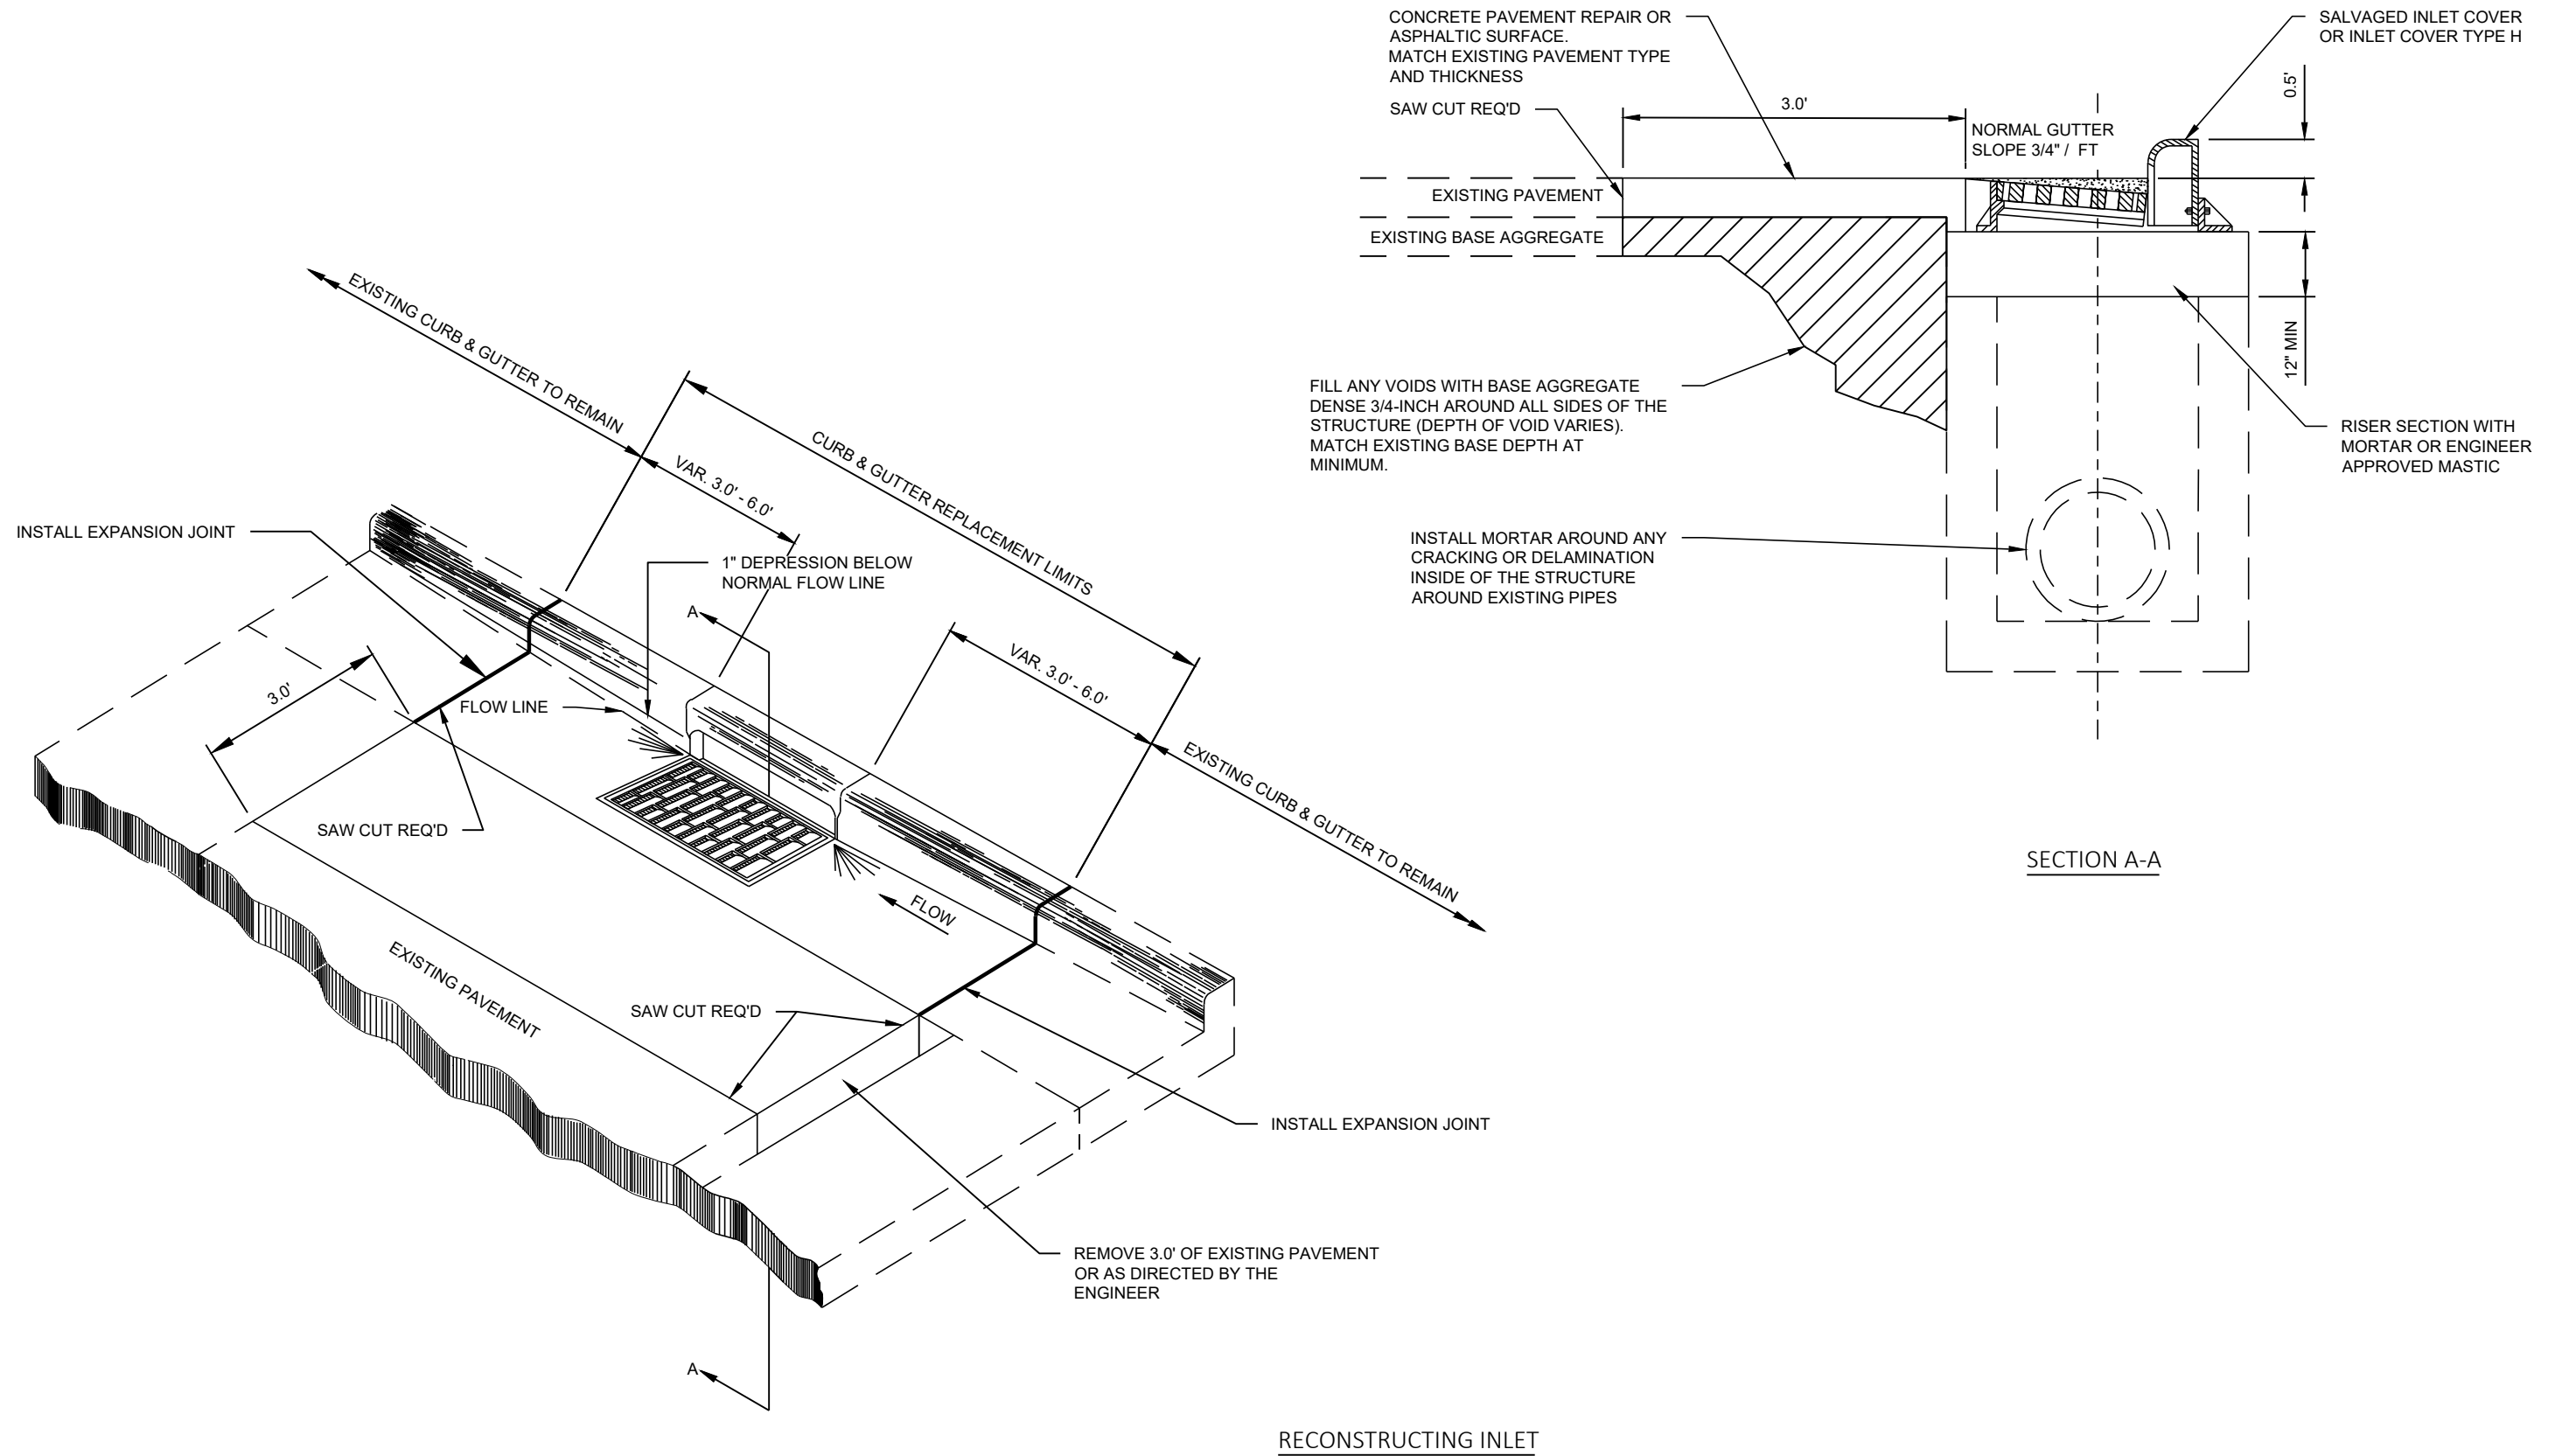 CONCRETE PAVEMENT REPAIR OR
ASPHALTIC SURFACE.
MATCH EXISTING PAVEMENT TYPE
AND THICKNESS
SAW CUT REQ'D
3.0'
NORMAL GUTTER
SLOPE 3/4" / FT
SALVAGED INLET COVER
OR INLET COVER TYPE H
0.5'
EXISTING PAVEMENT
EXISTING BASE AGGREGATE
12" MIN
FILL ANY VOIDS WITH BASE AGGREGATE
DENSE 3/4-INCH AROUND ALL SIDES OF THE
STRUCTURE (DEPTH OF VOID VARIES).
MATCH EXISTING BASE DEPTH AT
MINIMUM.
RISER SECTION WITH
MORTAR OR ENGINEER
APPROVED MASTIC
INSTALL MORTAR AROUND ANY
CRACKING OR DELAMINATION
INSIDE OF THE STRUCTURE
AROUND EXISTING PIPES
SECTION A-A
EXISTING CURB & GUTTER TO REMAIN
VAR. 3.0' - 6.0'
CURB & GUTTER REPLACEMENT LIMITS
INSTALL EXPANSION JOINT
1" DEPRESSION BELOW
NORMAL FLOW LINE
A
VAR. 3.0' - 6.0'
3.0'
FLOW LINE
EXISTING CURB & GUTTER TO REMAIN
SAW CUT REQ'D
FLOW
EXISTING PAVEMENT
SAW CUT REQ'D
INSTALL EXPANSION JOINT
REMOVE 3.0' OF EXISTING PAVEMENT
OR AS DIRECTED BY THE
ENGINEER
A
RECONSTRUCTING INLET